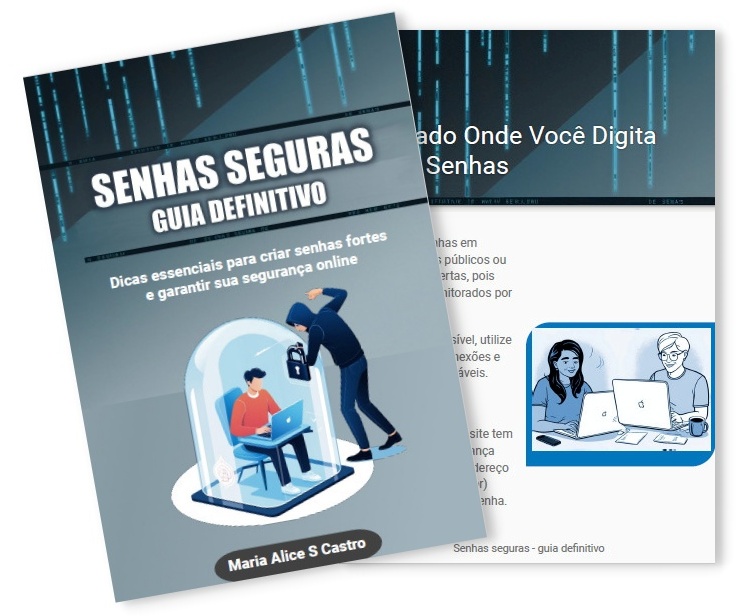 SENHAS SEGURAS
GUIA DEFINITIVO
Dicas essenciais para criar senhas fortes
e garantir sua segurança online
Maria Alice S Castro
ado Onde Você Digita
Senhas
nhas em
s públicos ou
ertas, pois
nitorados por
sível, utilize
nexões e
áveis.
site tem
nça
dereço
or)
enha.
Senhas seguras - guia definitivo